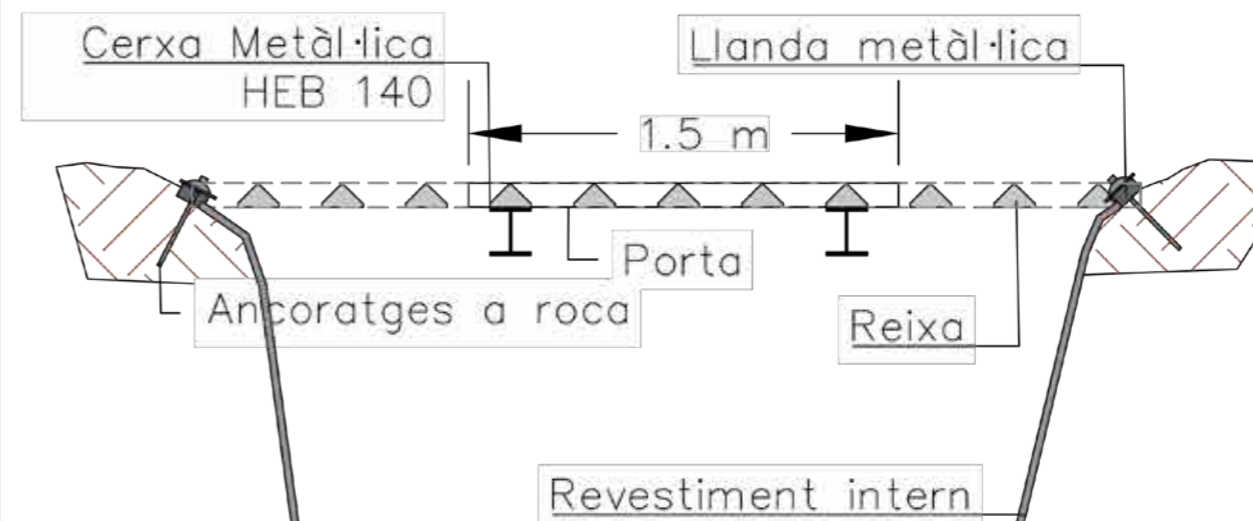 Cerxa Metàl·lica
HEB 140
Llanda metàl·lica
1.5 m
Porta
Ancoratges a roca
Reixa
Revestiment intern